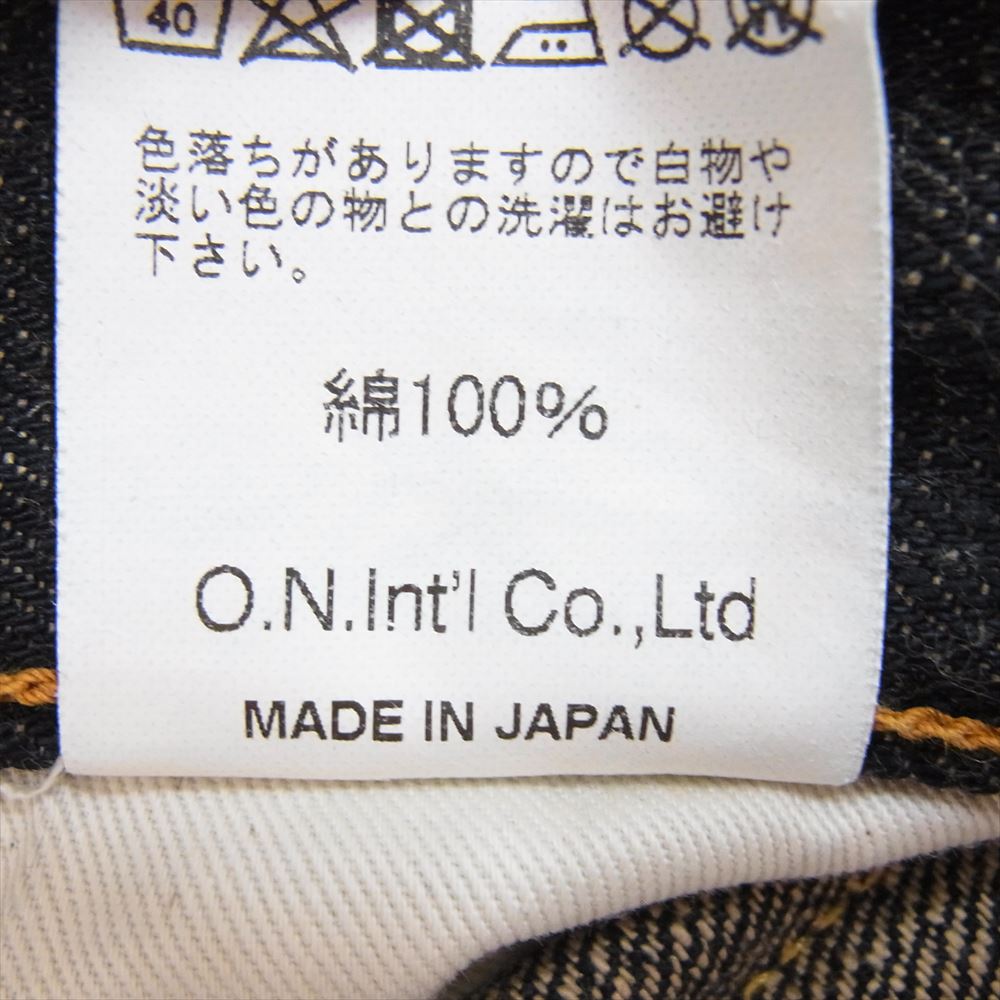 40
色落ちがありますので白物や
淡い色の物との洗濯はお避け
下さい。
綿100%
O.N.Int'l Co.,Ltd
MADE IN JAPAN